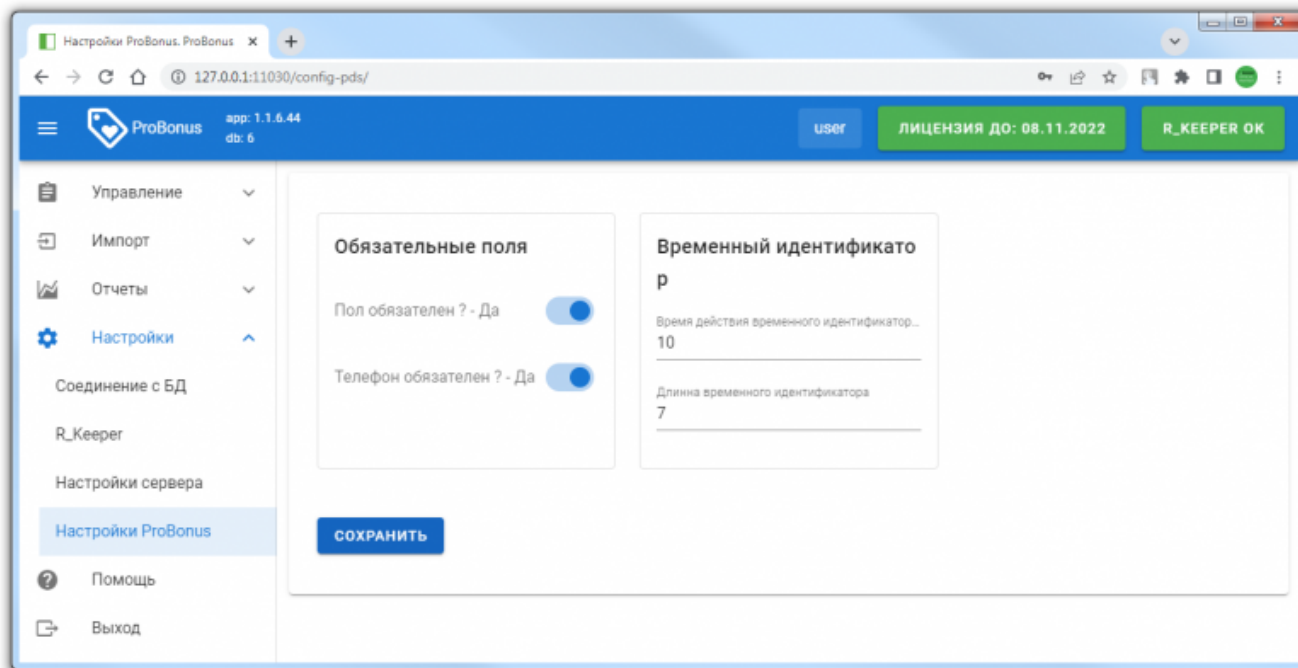 Настройки ProBonus. ProBonus
127.0.0.1:11030/config-pds/
ProBonus
app: 1.1.6.44
db: 6
user
ЛИЦЕНЗИЯ ДО: 08.11.2022
R_KEEPER OK
Управление
Импорт
Отчеты
Настройки
Соединение с БД
R_Keeper
Настройки сервера
Настройки ProBonus
Помощь
Выход
Обязательные поля
Пол обязателен ? - Да
Телефон обязателен ? - Да
Временный идентификато
р
Время действия временного идентификатор...
10
Длинна временного идентификатора
7
СОХРАНИТЬ